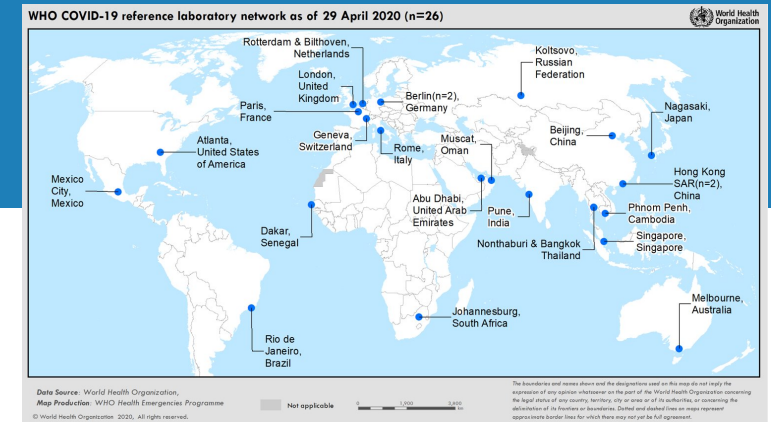 WHO COVID-19 reference laboratory network as of 29 April 2020 (n=26)
World Health
Organization
Rotterdam & Bilthoven,
Netherlands
London,
United
Kingdom
Paris,
France
Berlin(n=2),
Germany
Koltsovo,
Russian
Federation
Nagasaki,
Japan
Geneva,
Switzerland
Rome,
Italy
Muscat,
Oman
Beijing,
China
Atlanta,
United States
of America
Mexico
City,
Mexico
Hong Kong
SAR(n=2),
China
Abu Dhabi,
United Arab
Emirates
Pune,
India
Phnom Penh,
Cambodia
Dakar,
Senegal
Nonthaburi & Bangkok
Thailand
Singapore,
Singapore
Johannesburg,
South Africa
Melbourne,
Australia
Rio de
Janeiro,
Brazil
Data Source: World Health Organization,
Map Production: WHO Health Emergencies Programme
© World Health Organization 2020, All rights reserved.
Not applicable
0 1,900 3,800
km
The boundaries and names shown and the designations used on this map do not imply the
expression of any opinion whatsoever on the part of the World Health Organization concerning
the legal status of any country, territory, city or area or of its authorities, or concerning the
delimitation of its frontiers or boundaries. Dotted and dashed lines on maps represent
approximate border lines for which there may not yet be full agreement.